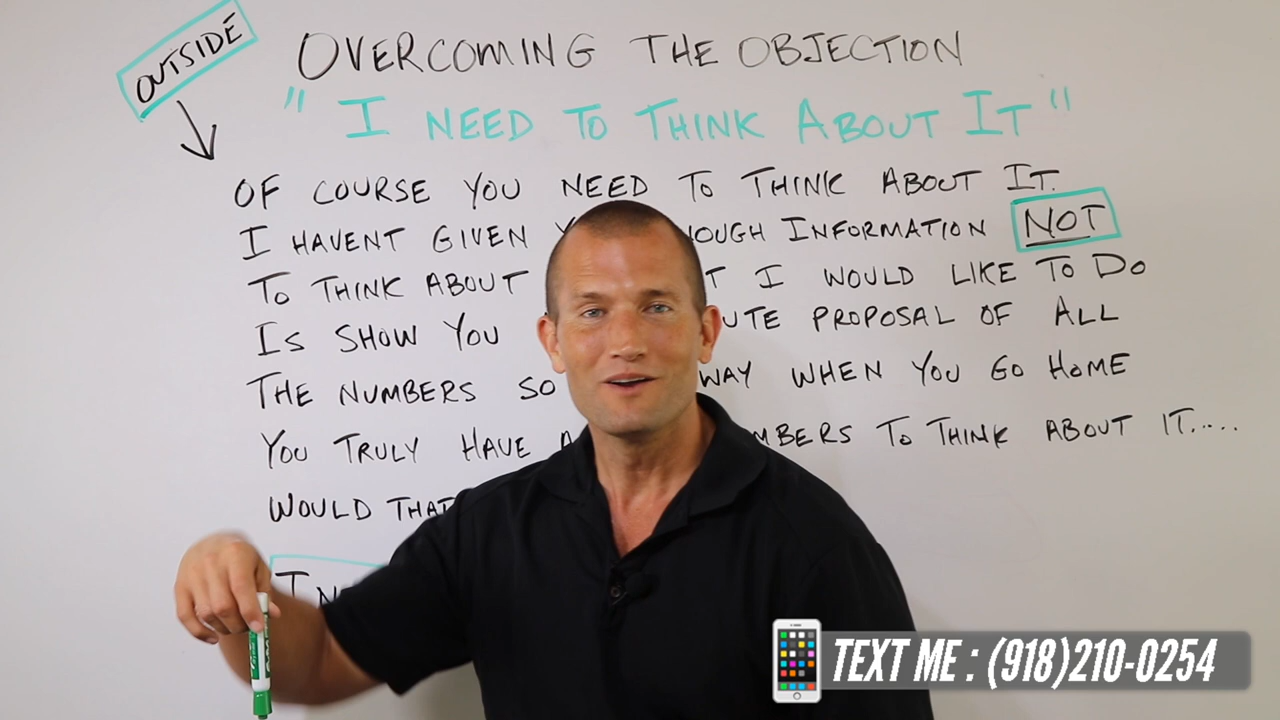 OUTSIDE
OVERCOMING THE OBJECTION
" I NEED TO THINK ABOUT IT "
OF COURSE YOU NEED TO THINK ABOUT IT.
I HAVENT GIVEN INFORMATION NOT
TO THINK ABOUT I WOULD LIKE TO DO
IS SHOW YOU PROPOSAL OF ALL
THE NUMBERS SO WAY WHEN YOU GO HOME
YOU TRULY HAVE TO THINK ABOUT IT.....
WOULD THAT
I
TEXT ME : (918)210-0254